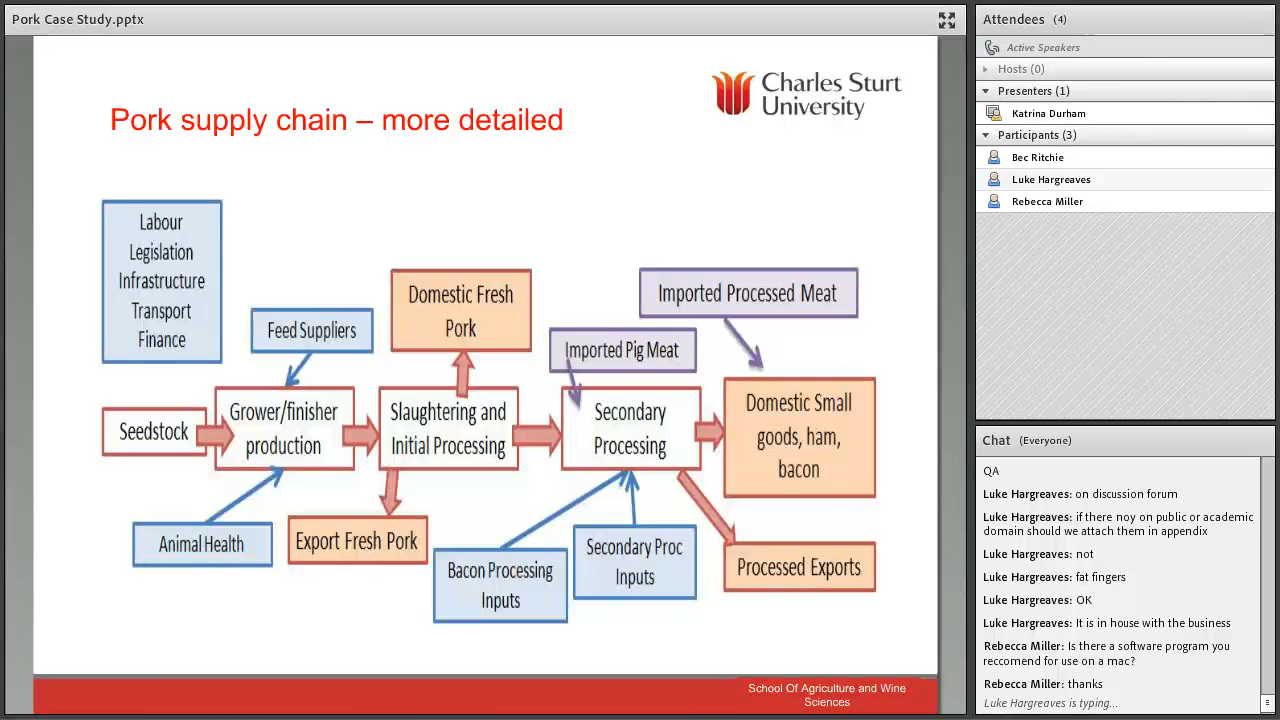 Pork Case Study.pptx
Charles Sturt
University
Pork supply chain – more detailed
Labour
Legislation
Infrastructure
Transport
Finance
Feed Suppliers
Domestic Fresh
Pork
Imported Processed Meat
Imported Pig Meat
Seedstock
Grower/finisher
production
Slaughtering and
Initial Processing
Secondary
Processing
Domestic Small
goods, ham,
bacon
Animal Health
Export Fresh Pork
Bacon Processing
Inputs
Secondary Proc
Inputs
Processed Exports
School Of Agriculture and Wine
Sciences
Attendees (4)
Active Speakers
Hosts (0)
Presenters (1)
Katrina Durham
Participants (3)
Bec Ritchie
Luke Hargreaves
Rebecca Miller
Chat (Everyone)
QA
Luke Hargreaves: on discussion forum
Luke Hargreaves: if there noy on public or academic
domain should we attach them in appendix
Luke Hargreaves: not
Luke Hargreaves: fat fingers
Luke Hargreaves: OK
Luke Hargreaves: It is in house with the business
Rebecca Miller: Is there a software program you
reccomend for use on a mac?
Rebecca Miller: thanks
Luke Hargreaves is typing...